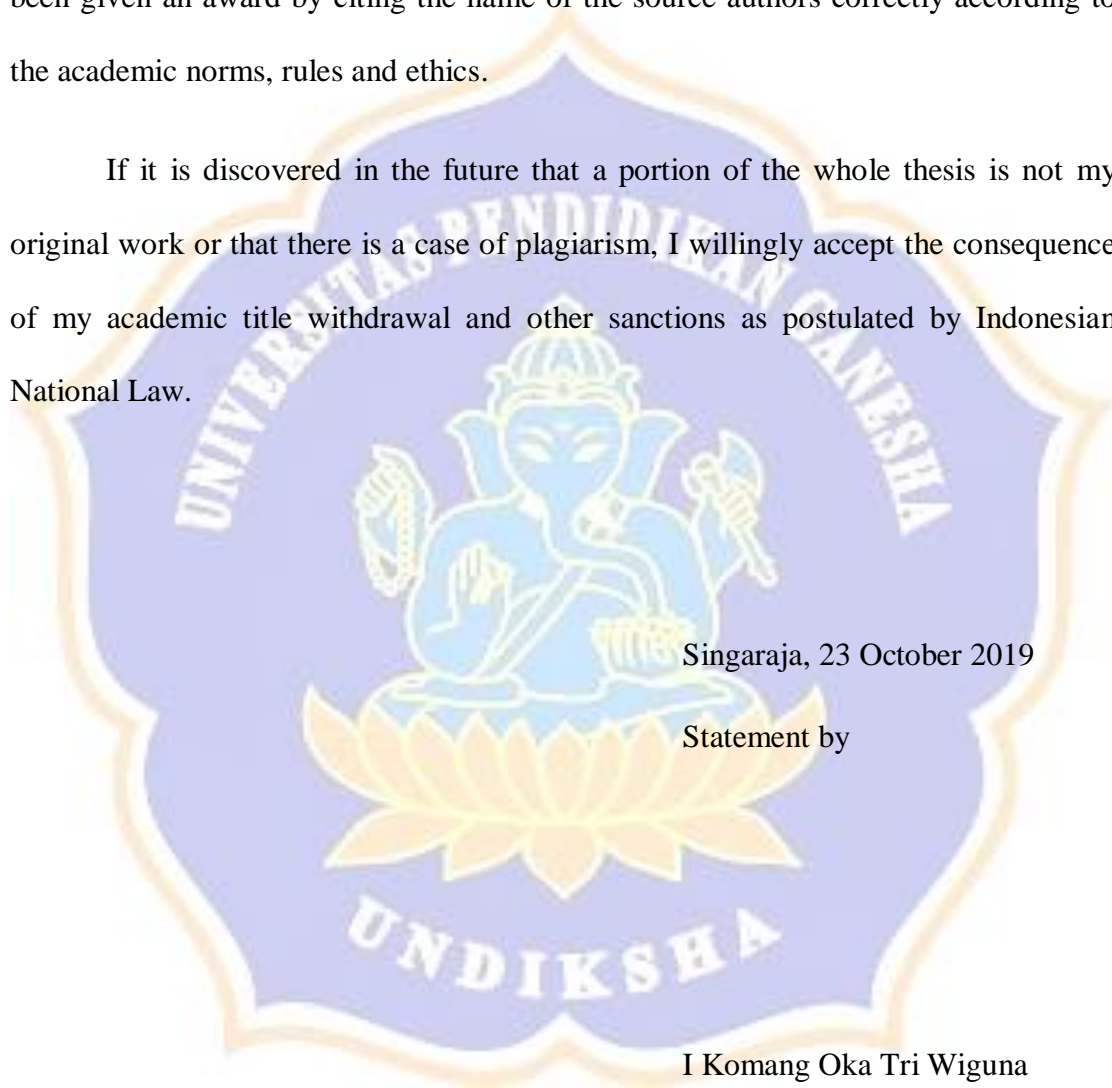 been given an award by citing the name of the source authors correctly according to
the academic norms, rules and ethics.
If it is discovered in the future that a portion of the whole thesis is not my
original work or that there is a case of plagiarism, I willingly accept the consequence
of my academic title withdrawal and other sanctions as postulated by Indonesian
National Law.
UNIVERSITAS PENDIDIKAN GANESHA
Singaraja, 23 October 2019
Statement by
UNDIKSHA
I Komang Oka Tri Wiguna